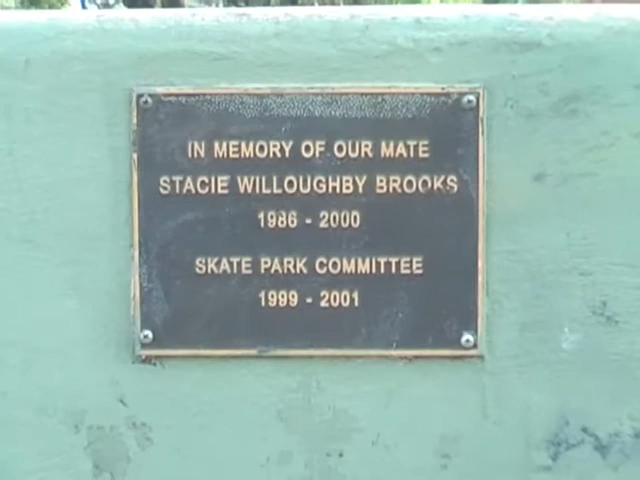 IN MEMORY OF OUR MATE
STACIE WILLOUGHBY BROOKS
1986 - 2000
SKATE PARK COMMITTEE
1999 - 2001